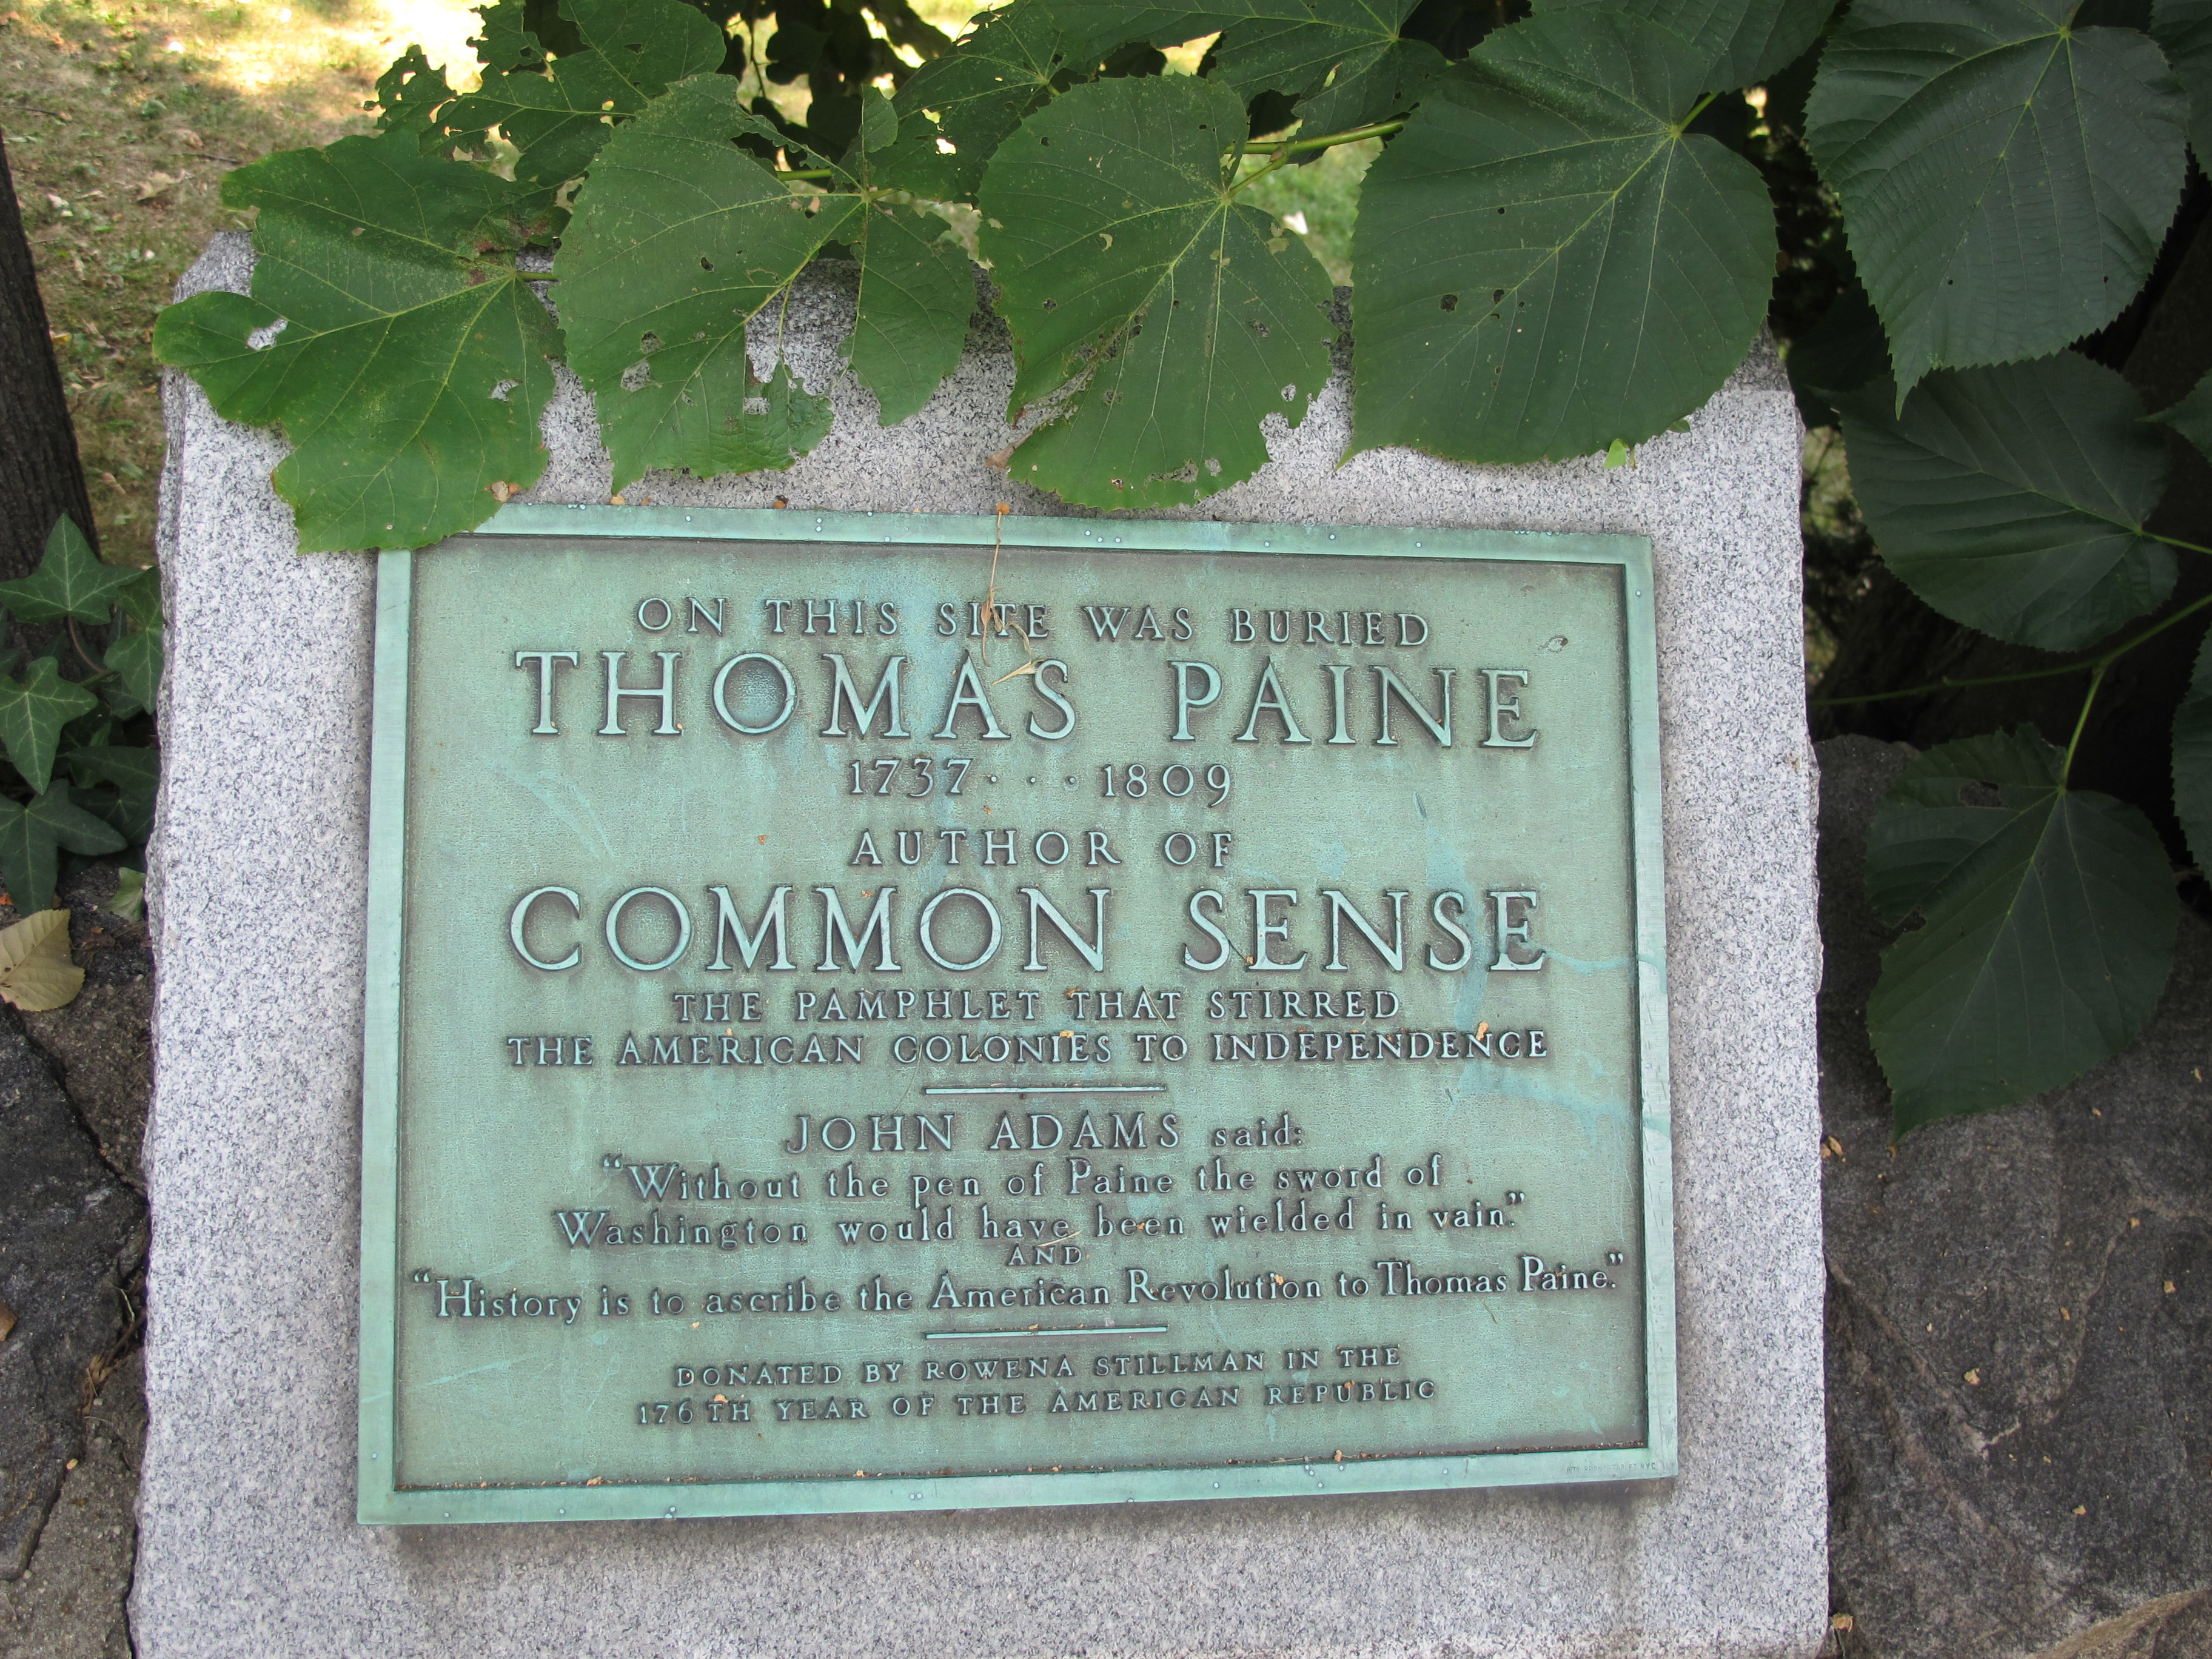 ON THIS SITE WAS BURIED
THOMAS PAINE
1737 · · · 1809
AUTHOR OF
COMMON SENSE
THE PAMPHLET THAT STIRRED
THE AMERICAN COLONIES TO INDEPENDENCE
JOHN ADAMS said:
“Without the pen of Paine the sword of
Washington would have been wielded in vain.”
AND
“History is to ascribe the American Revolution to Thomas Paine.”
DONATED BY ROWENA STILLMAN IN THE
176TH YEAR OF THE AMERICAN REPUBLIC